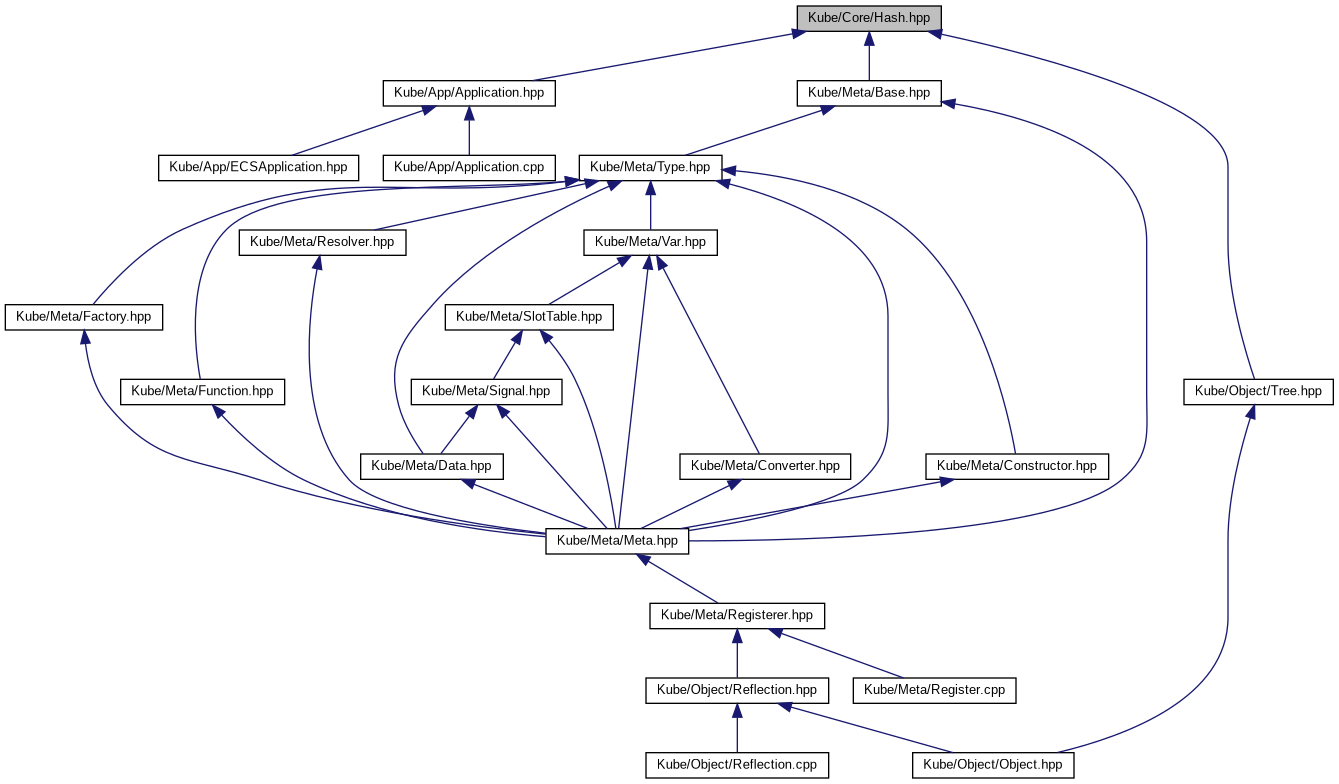 Kube/Core/Hash.hpp
Kube/App/Application.hpp
Kube/Meta/Base.hpp
Kube/App/ECSApplication.hpp
Kube/App/Application.cpp
Kube/Meta/Type.hpp
Kube/Meta/Resolver.hpp
Kube/Meta/Var.hpp
Kube/Meta/Factory.hpp
Kube/Meta/SlotTable.hpp
Kube/Meta/Function.hpp
Kube/Meta/Signal.hpp
Kube/Object/Tree.hpp
Kube/Meta/Data.hpp
Kube/Meta/Converter.hpp
Kube/Meta/Constructor.hpp
Kube/Meta/Meta.hpp
Kube/Meta/Registerer.hpp
Kube/Object/Reflection.hpp
Kube/Meta/Register.cpp
Kube/Object/Reflection.cpp
Kube/Object/Object.hpp